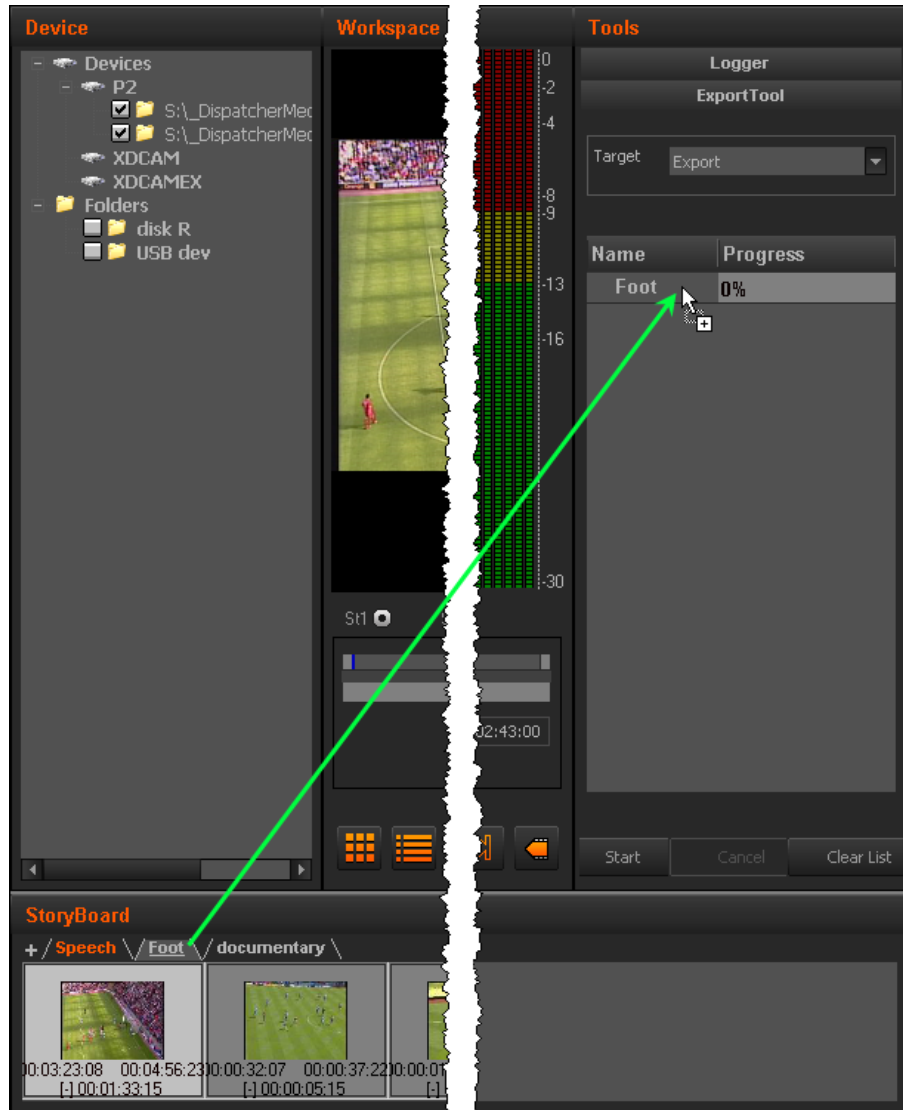 Device
Devices
P2
S:\_DispatcherMed
S:\_DispatcherMed
XDCAM
XDCAMEX
Folders
disk R
USB dev
Workspace
0
-2
-4
-8
-9
-13
-16
-30
St1
02:43:00
Tools
Logger
ExportTool
Target Export
Name Progress
Foot 0%
Start Cancel Clear List
StoryBoard
+ / Speech \ / Foot \ / documentary \
00:03:23:08 00:04:56:23 00:00:32:07 00:00:37:22 00:00:01
[-] 00:01:33:15 [-] 00:00:05:15 [-]